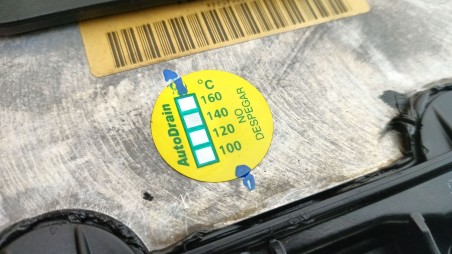 °C
160
140
120
100
AutoDrain
NO
DESPEGAR